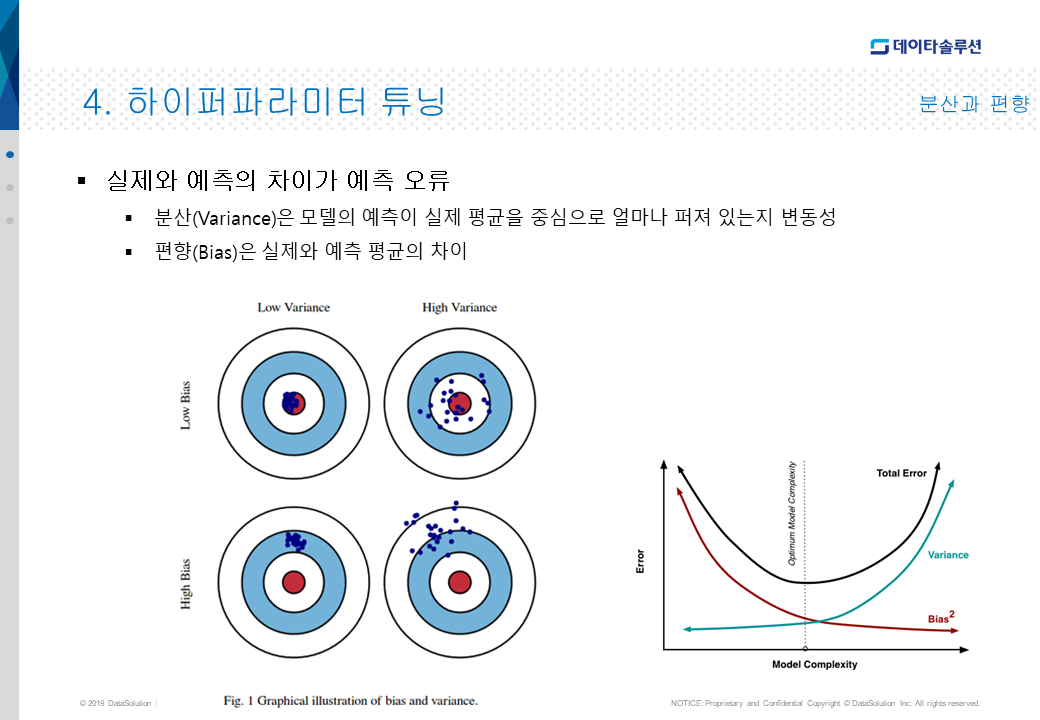 데이타솔루션
4. 하이퍼파라미터 튜닝
분산과 편향
실제와 예측의 차이가 예측 오류
분산(Variance)은 모델의 예측이 실제 평균을 중심으로 얼마나 퍼져 있는지 변동성
편향(Bias)은 실제와 예측 평균의 차이
Low Variance
High Variance
Low Bias
High Bias
Fig. 1 Graphical illustration of bias and variance.
Error
Optimum Model Complexity
Total Error
Variance
Bias²
Model Complexity
© 2019 DataSolution |
NOTICE: Proprietary and Confidential Copyright © DataSolution Inc. All rights reserved.